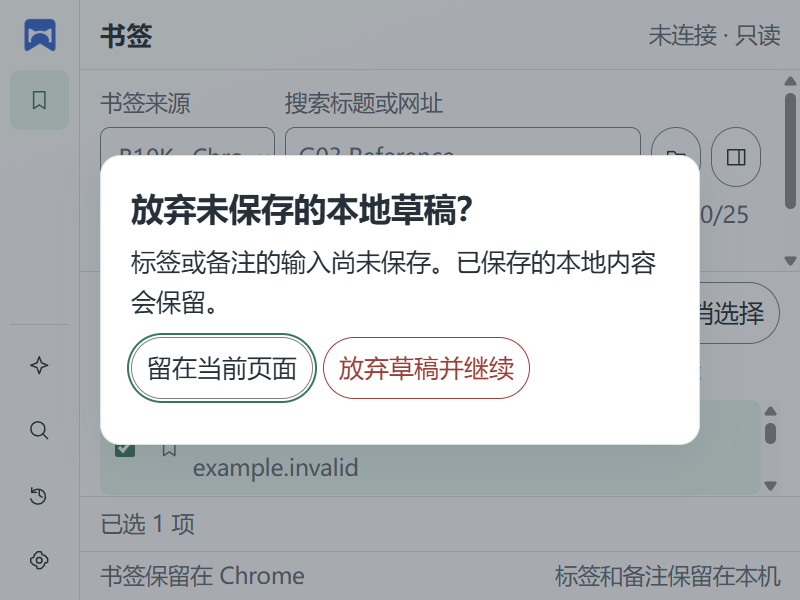 书签
未连接 · 只读
书签来源
搜索标题或网址
放弃未保存的本地草稿?
0/25
标签或备注的输入尚未保存。已保存的本地内容
会保留。
选择
留在当前页面
放弃草稿并继续
example.invalid
已选 1 项
书签保留在 Chrome
标签和备注保留在本机